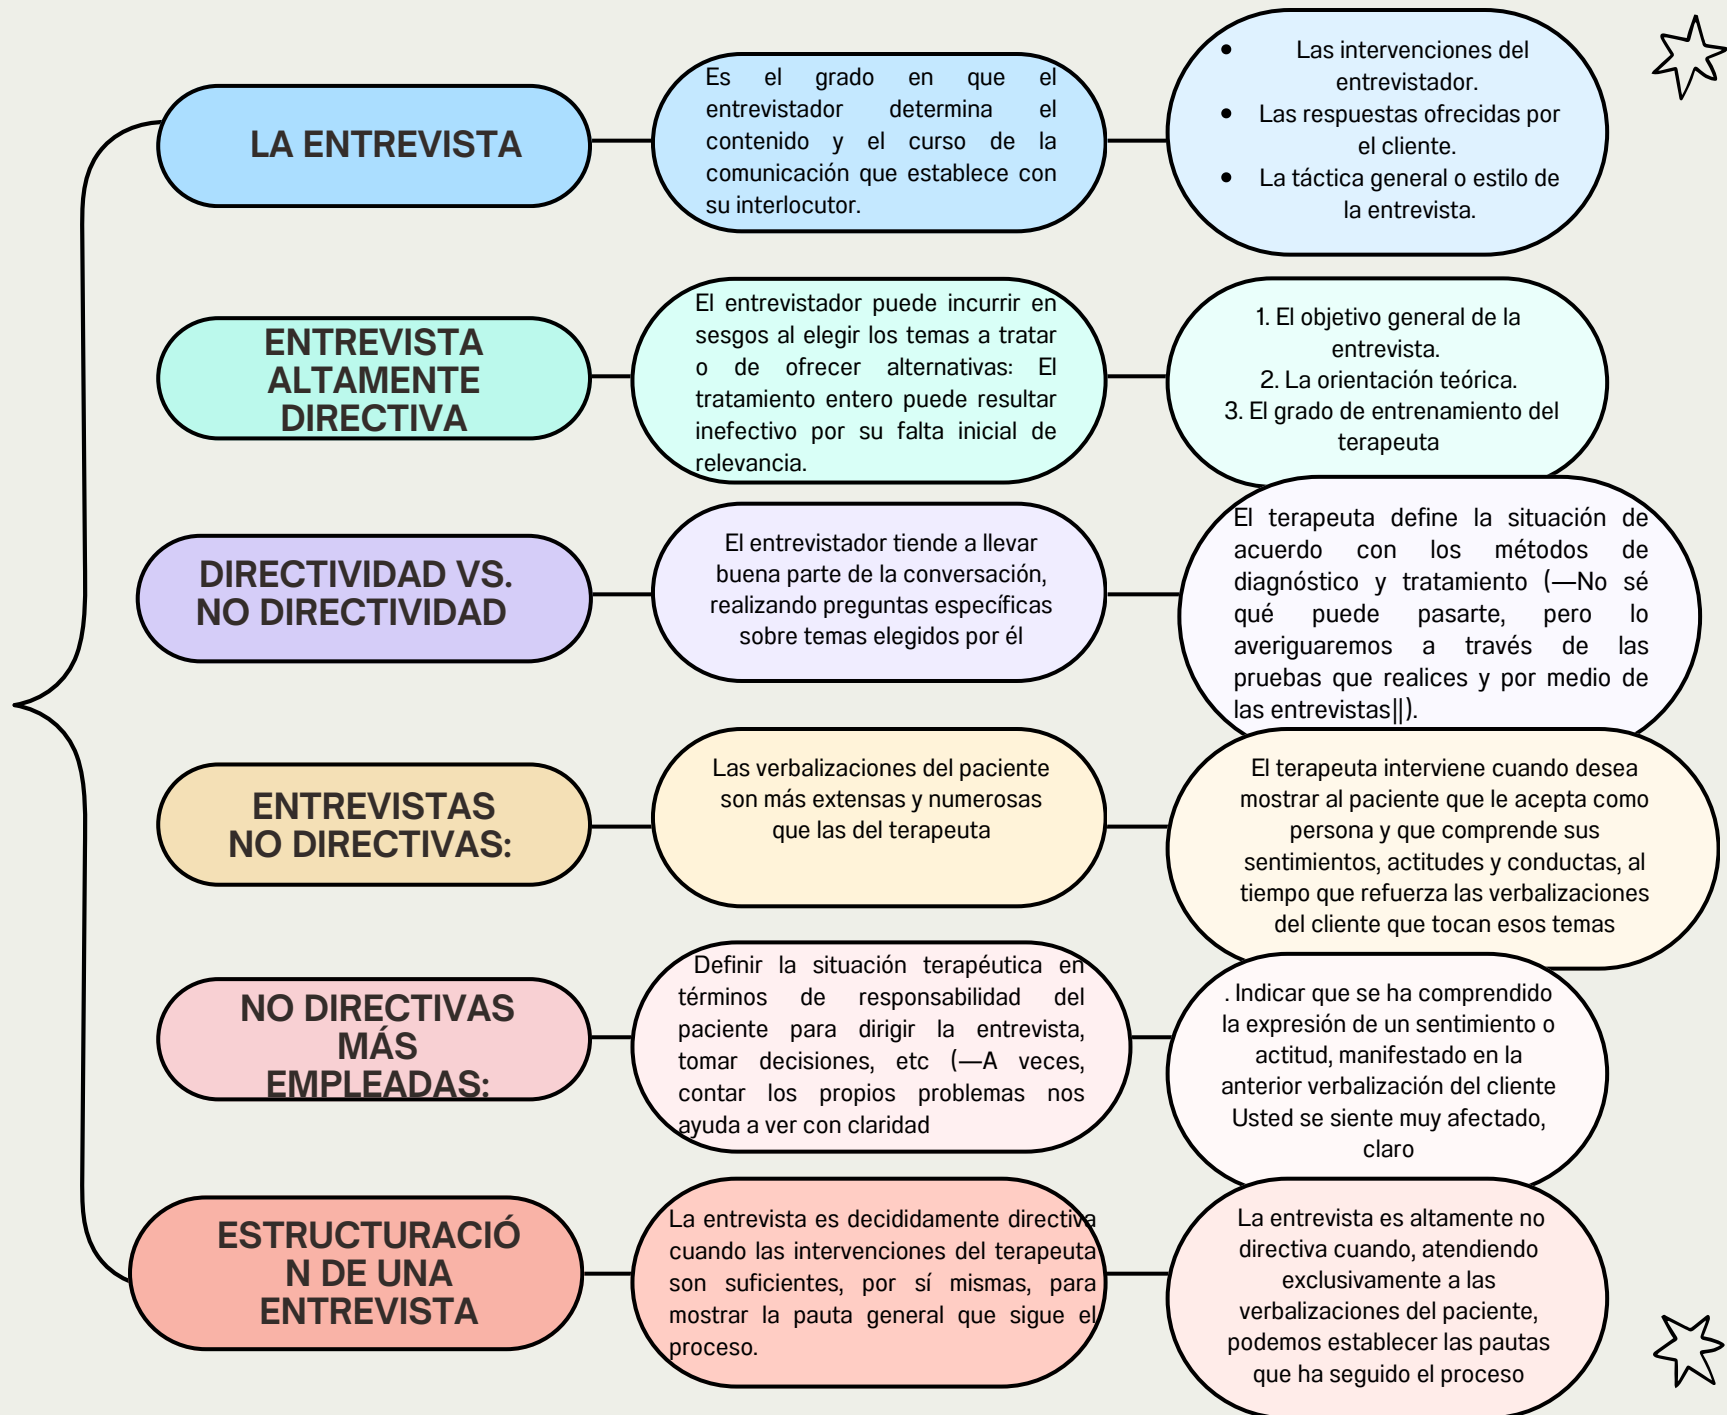 LA ENTREVISTA
Es el grado en que el
entrevistador determina el
contenido y el curso de la
comunicación que establece con
su interlocutor.
• Las intervenciones del
entrevistador.
• Las respuestas ofrecidas por
el cliente.
• La táctica general o estilo de
la entrevista.
ENTREVISTA
ALTAMENTE
DIRECTIVA
El entrevistador puede incurrir en
sesgos al elegir los temas a tratar
o de ofrecer alternativas: El
tratamiento entero puede resultar
inefectivo por su falta inicial de
relevancia.
1. El objetivo general de la
entrevista.
2. La orientación teórica.
3. El grado de entrenamiento del
terapeuta
DIRECTIVIDAD VS.
NO DIRECTIVIDAD
El entrevistador tiende a llevar
buena parte de la conversación,
realizando preguntas específicas
sobre temas elegidos por él
El terapeuta define la situación de
acuerdo con los métodos de
diagnóstico y tratamiento (―No sé
qué puede pasarte, pero lo
averiguaremos a través de las
pruebas que realices y por medio de
las entrevistas‖).
ENTREVISTAS
NO DIRECTIVAS:
Las verbalizaciones del paciente
son más extensas y numerosas
que las del terapeuta
El terapeuta interviene cuando desea
mostrar al paciente que le acepta como
persona y que comprende sus
sentimientos, actitudes y conductas, al
tiempo que refuerza las verbalizaciones
del cliente que tocan esos temas
NO DIRECTIVAS
MÁS
EMPLEADAS:
Definir la situación terapéutica en
términos de responsabilidad del
paciente para dirigir la entrevista,
tomar decisiones, etc (―A veces,
contar los propios problemas nos
ayuda a ver con claridad
. Indicar que se ha comprendido
la expresión de un sentimiento o
actitud, manifestado en la
anterior verbalización del cliente
Usted se siente muy afectado,
claro
ESTRUCTURACIÓ
N DE UNA
ENTREVISTA
La entrevista es decididamente directiva
cuando las intervenciones del terapeuta
son suficientes, por sí mismas, para
mostrar la pauta general que sigue el
proceso.
La entrevista es altamente no
directiva cuando, atendiendo
exclusivamente a las
verbalizaciones del paciente,
podemos establecer las pautas
que ha seguido el proceso